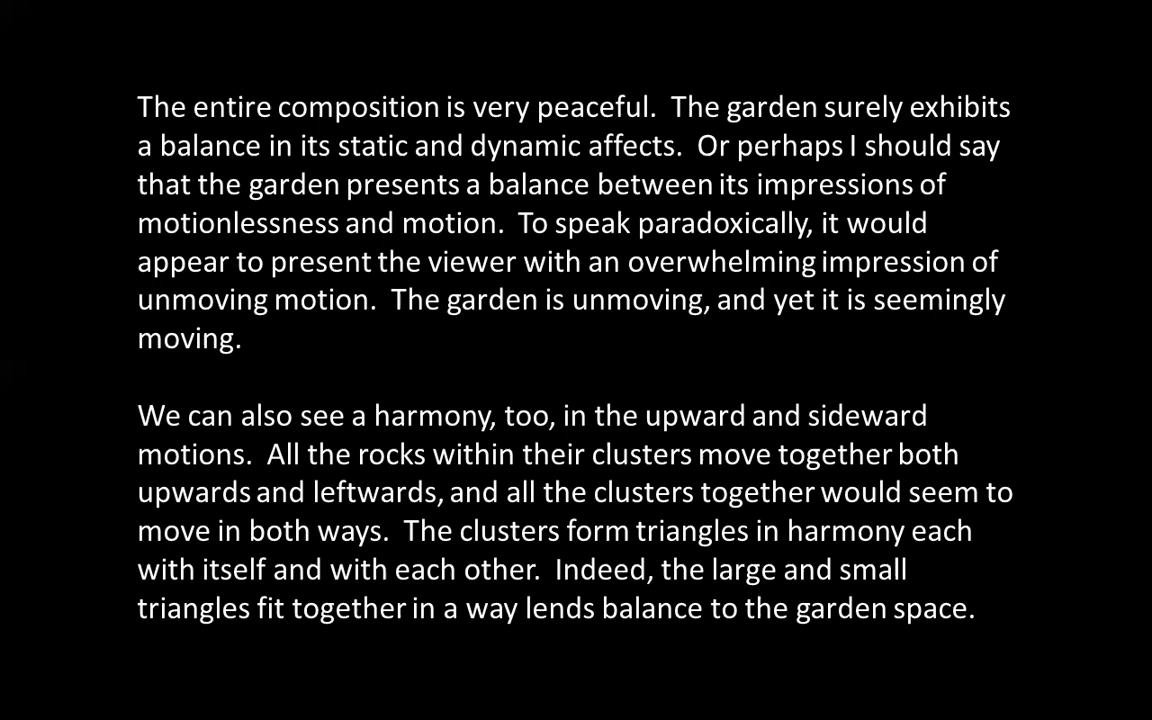 The entire composition is very peaceful.  The garden surely exhibits
a balance in its static and dynamic affects.  Or perhaps I should say
that the garden presents a balance between its impressions of
motionlessness and motion.  To speak paradoxically, it would
appear to present the viewer with an overwhelming impression of
unmoving motion.  The garden is unmoving, and yet it is seemingly
moving.
We can also see a harmony, too, in the upward and sideward
motions.  All the rocks within their clusters move together both
upwards and leftwards, and all the clusters together would seem to
move in both ways.  The clusters form triangles in harmony each
with itself and with each other.  Indeed, the large and small
triangles fit together in a way lends balance to the garden space.